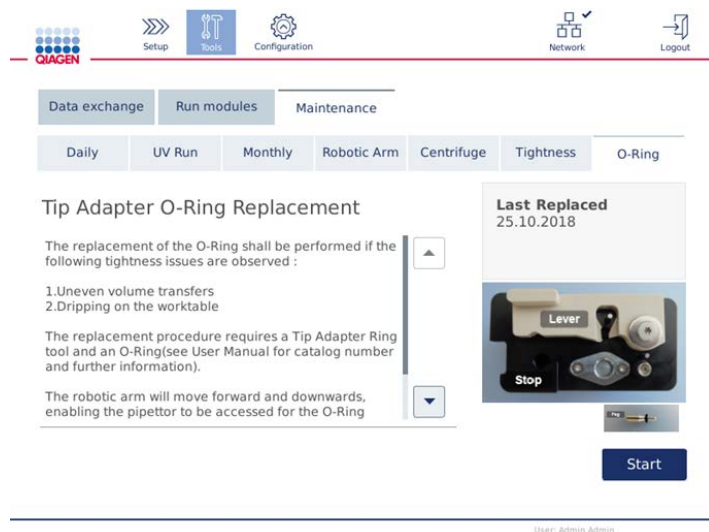 QIAGEN
Setup
Tools
Configuration
Network
Logout
Data exchange
Run modules
Maintenance
Daily
UV Run
Monthly
Robotic Arm
Centrifuge
Tightness
O-Ring
Tip Adapter O-Ring Replacement
The replacement of the O-Ring shall be performed if the
following tightness issues are observed :
1.Uneven volume transfers
2.Dripping on the worktable
The replacement procedure requires a Tip Adapter Ring
tool and an O-Ring(see User Manual for catalog number
and further information).
The robotic arm will move forward and downwards,
enabling the pipettor to be accessed for the O-Ring
Last Replaced
25.10.2018
Lever
Stop
Peg
Start
User: Admin Admin